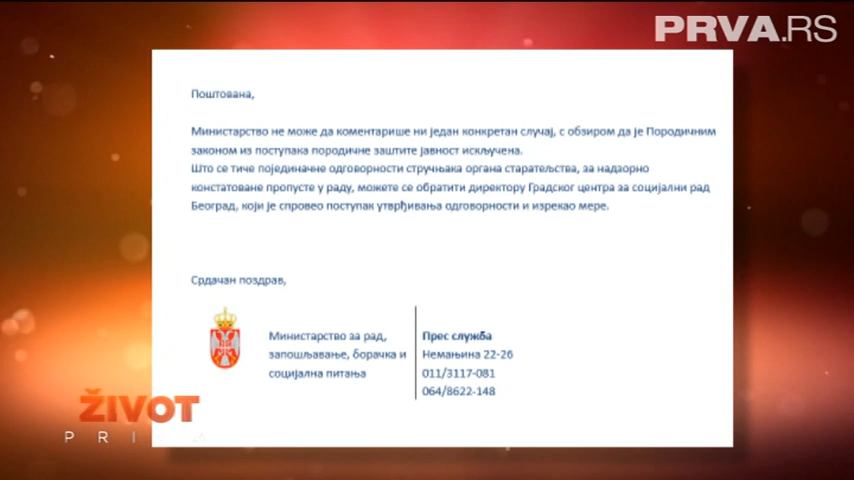 PRVA.RS
Поштована,
Министарство не може да коментарише ни један конкретан случај, с обзиром да је Породичним
законом из поступака породичне заштите јавност искључена.
Што се тиче појединачне одговорности стручњака органа старатељства, за надзорно
констатоване пропусте у раду, можете се обратити директору Градског центра за социјални рад
Београд, који је спровео поступак утврђивања одговорности и изрекао мере.
Срдачан поздрав,
Министарство за рад,
запошљавање, борачка и
социјална питања
Прес служба
Немањина 22-26
011/3117-081
064/8622-148
ŽIVOT